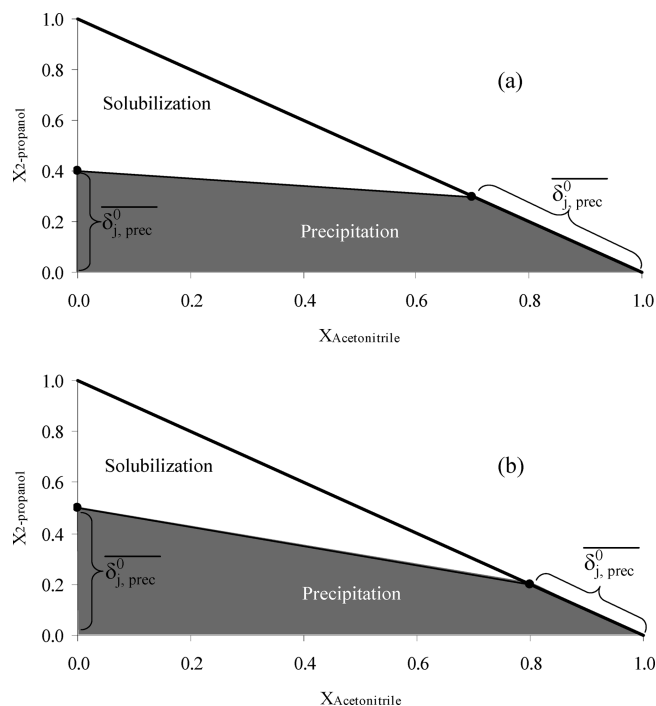 (a)
1.0
0.8
0.6
0.4
0.2
0.0
X2-propanol
Solubilization
δ0j, prec
Precipitation
δ0j, prec
0.0 0.2 0.4 0.6 0.8 1.0
XAcetonitrile
(b)
1.0
0.8
0.6
0.4
0.2
0.0
X2-propanol
Solubilization
δ0j, prec
Precipitation
δ0j, prec
0.0 0.2 0.4 0.6 0.8 1.0
XAcetonitrile